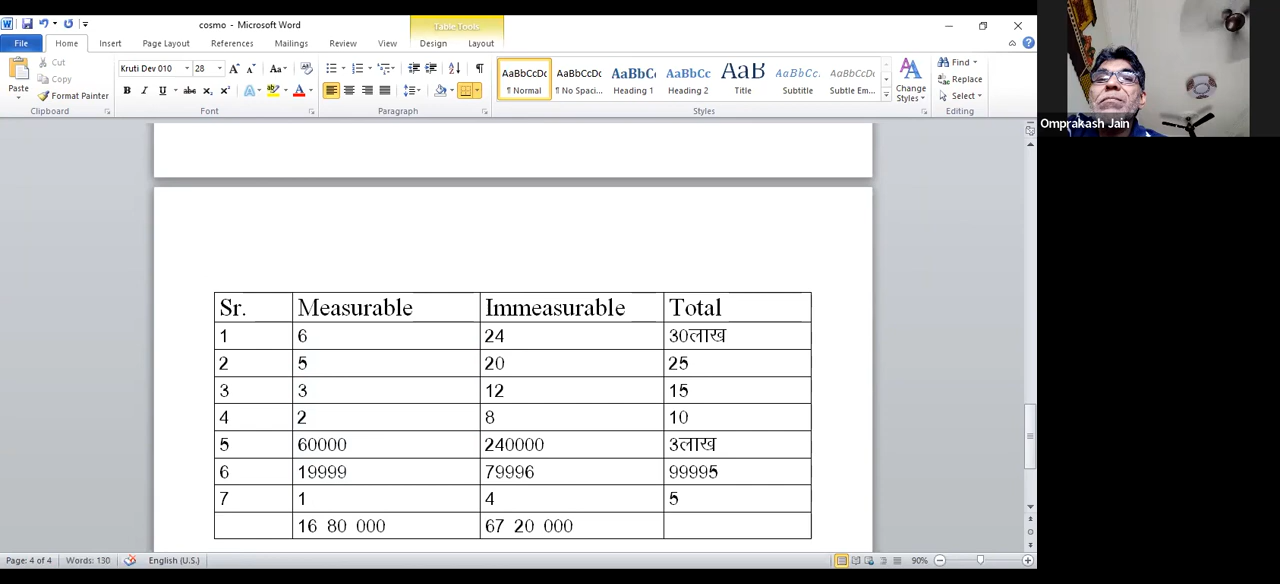 cosmo - Microsoft Word
Table Tools
File Home Insert Page Layout References Mailings Review View Design Layout
Cut
Copy
Format Painter
Paste
Clipboard
Kruti Dev 010 28
Font
Paragraph
AaBbCcDc AaBbCcDc AaBbC( AaBbCc AaB AaBbCc. AaBbCcDc
¶ Normal ¶ No Spaci... Heading 1 Heading 2 Title Subtitle Subtle Em...
Styles
Change Styles
Find
Replace
Select
Editing
Omprakash Jain
Sr. Measurable Immeasurable Total
1 6 24 30लाख
2 5 20 25
3 3 12 15
4 2 8 10
5 60000 240000 3लाख
6 19999 79996 99995
7 1 4 5
16 80 000 67 20 000
Page: 4 of 4 Words: 130 English (U.S.) 90%